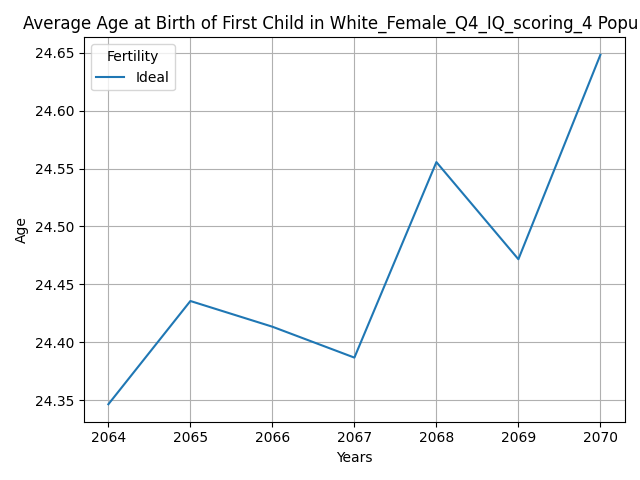 Average Age at Birth of First Child in White_Female_Q4_IQ_scoring_4 Popu
Fertility
Ideal
24.65
24.60
24.55
24.50
24.45
24.40
24.35
Age
2064 2065 2066 2067 2068 2069 2070
Years